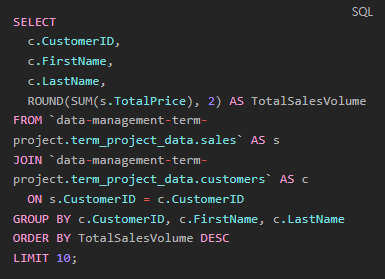 SQL
SELECT
  c.CustomerID,
  c.FirstName,
  c.LastName,
  ROUND(SUM(s.TotalPrice), 2) AS TotalSalesVolume
FROM `data-management-term-
project.term_project_data.sales` AS s
JOIN `data-management-term-
project.term_project_data.customers` AS c
  ON s.CustomerID = c.CustomerID
GROUP BY c.CustomerID, c.FirstName, c.LastName
ORDER BY TotalSalesVolume DESC
LIMIT 10;